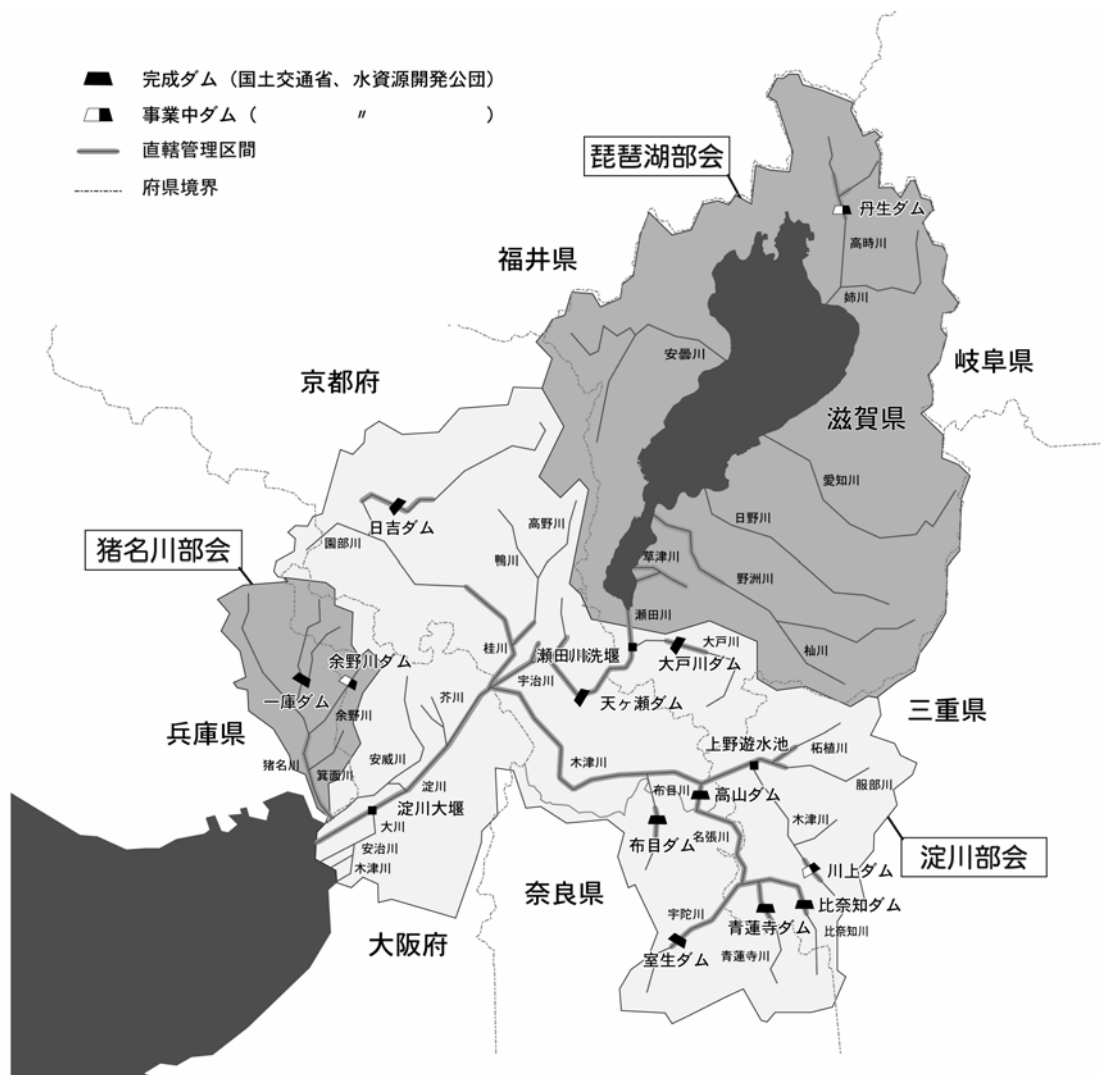 完成ダム（国土交通省、水資源開発公団）
事業中ダム（　〃　）
直轄管理区間
府県境界
琵琶湖部会
丹生ダム
高時川
福井県
姉川
安曇川
岐阜県
京都府
滋賀県
愛知川
日野川
高野川
日吉ダム
園部川
猪名川部会
鴨川
草津川
野洲川
瀬田川
大戸川
杣川
桂川
瀬田川洗堰
大戸川ダム
余野川ダム
宇治川
一庫ダム
天ヶ瀬ダム
芥川
余野川
三重県
兵庫県
上野遊水池
柘植川
安威川
木津川
猪名川
箕面川
淀川
服部川
布目川
高山ダム
淀川大堰
木津川
大川
名張川
布目ダム
安治川
淀川部会
木津川
川上ダム
奈良県
比奈知ダム
宇陀川
青蓮寺ダム
比奈知川
大阪府
室生ダム
青蓮寺川